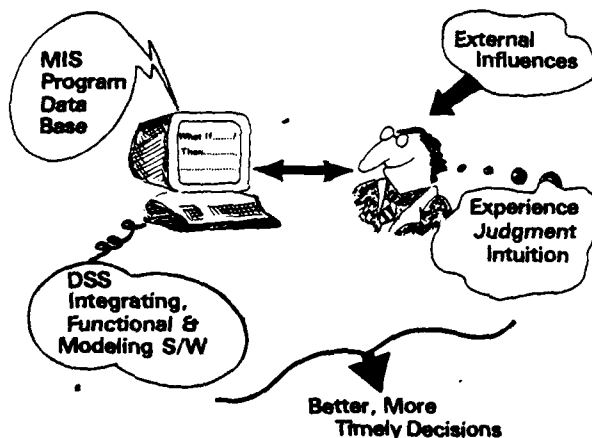 MIS
Program
Data
Base
External
Influences
What if......../
Then............
Experience
Judgment
Intuition
DSS
Integrating,
Functional &
Modeling S/W
Better, More
Timely Decisions